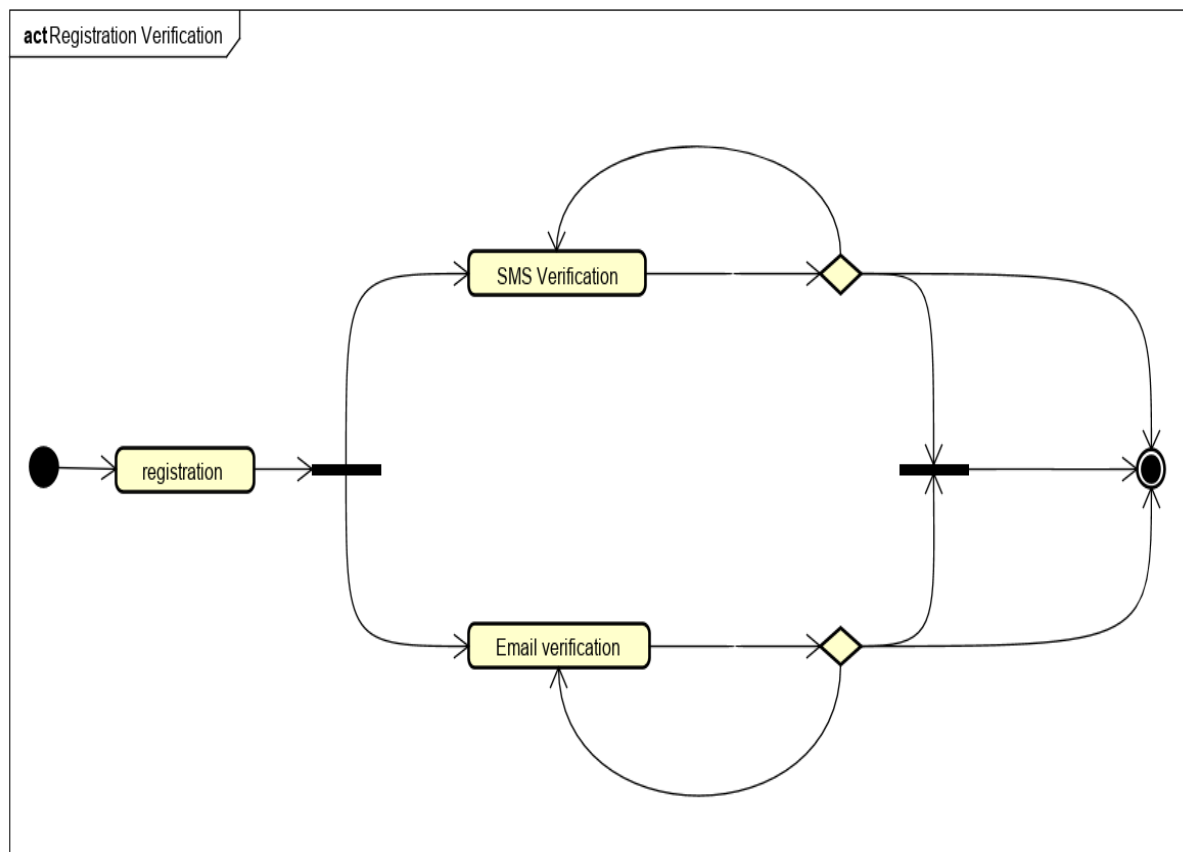 act Registration Verification
SMS Verification
registration
Email verification